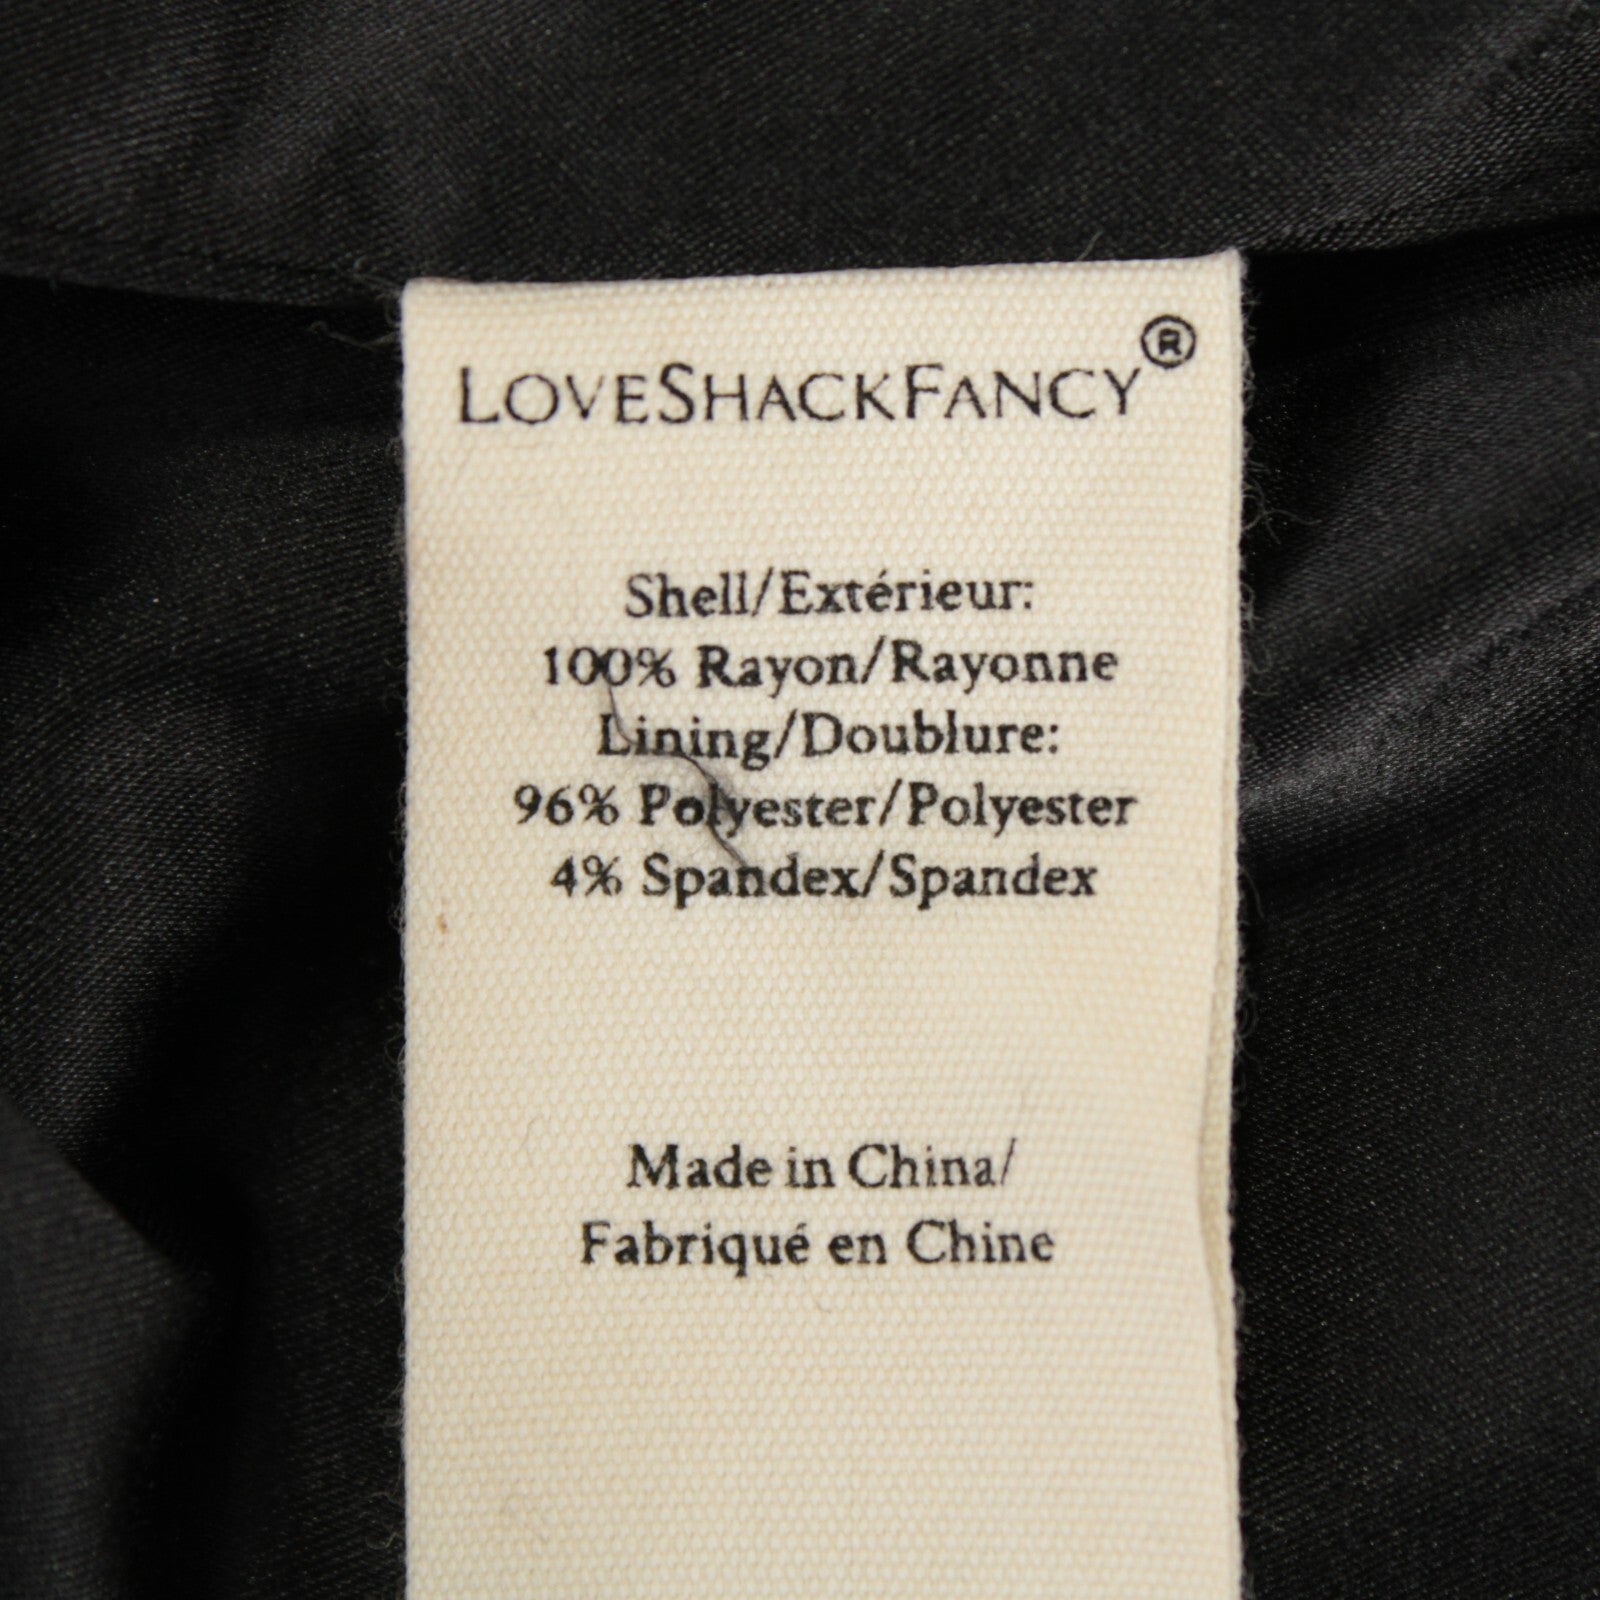 LOVESHACKFANCY®
Shell/Extérieur:
100% Rayon/Rayonne
Lining/Doublure:
96% Polyester/Polyester
4% Spandex/Spandex
Made in China/
Fabriqué en Chine